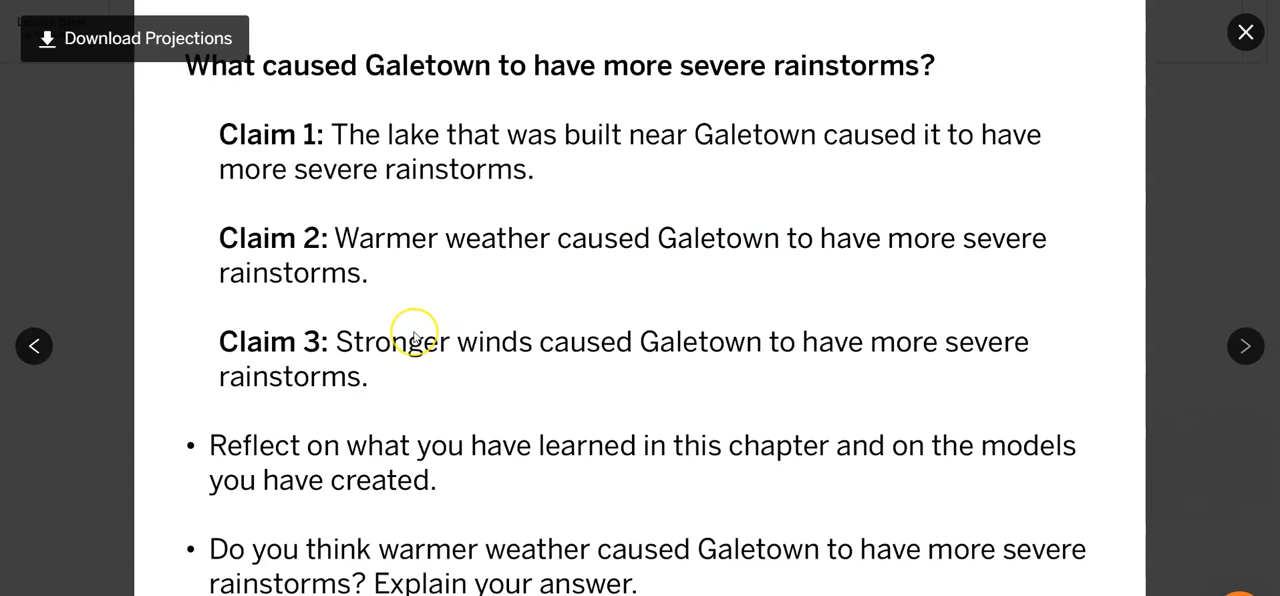 Download Projections
What caused Galetown to have more severe rainstorms?
Claim 1: The lake that was built near Galetown caused it to have
more severe rainstorms.
Claim 2: Warmer weather caused Galetown to have more severe
rainstorms.
Claim 3: Stronger winds caused Galetown to have more severe
rainstorms.
• Reflect on what you have learned in this chapter and on the models
you have created.
• Do you think warmer weather caused Galetown to have more severe
rainstorms? Explain your answer.